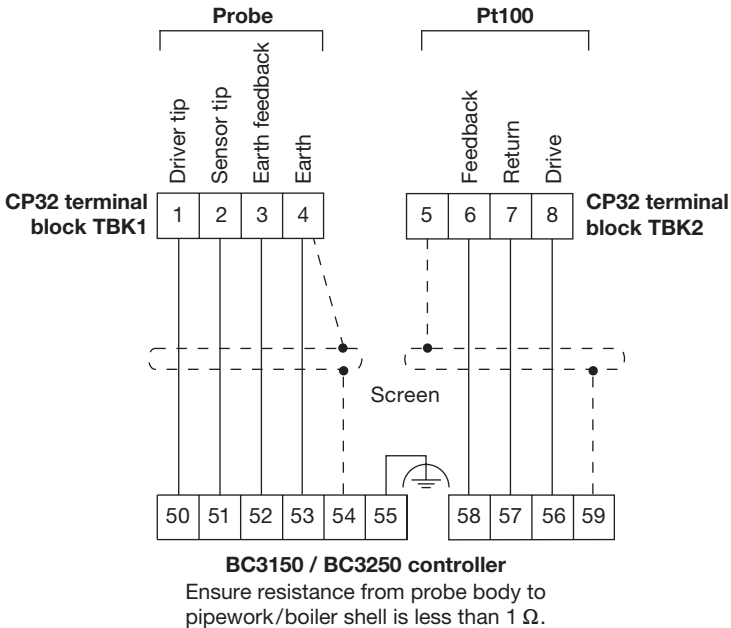 Probe
Pt100
Driver tip
Sensor tip
Earth feedback
Earth
Feedback
Return
Drive
CP32 terminal
block TBK1
1 2 3 4
5 6 7 8
CP32 terminal
block TBK2
Screen
50 51 52 53 54 55
58 57 56 59
BC3150 / BC3250 controller
Ensure resistance from probe body to
pipework/boiler shell is less than 1 Ω.